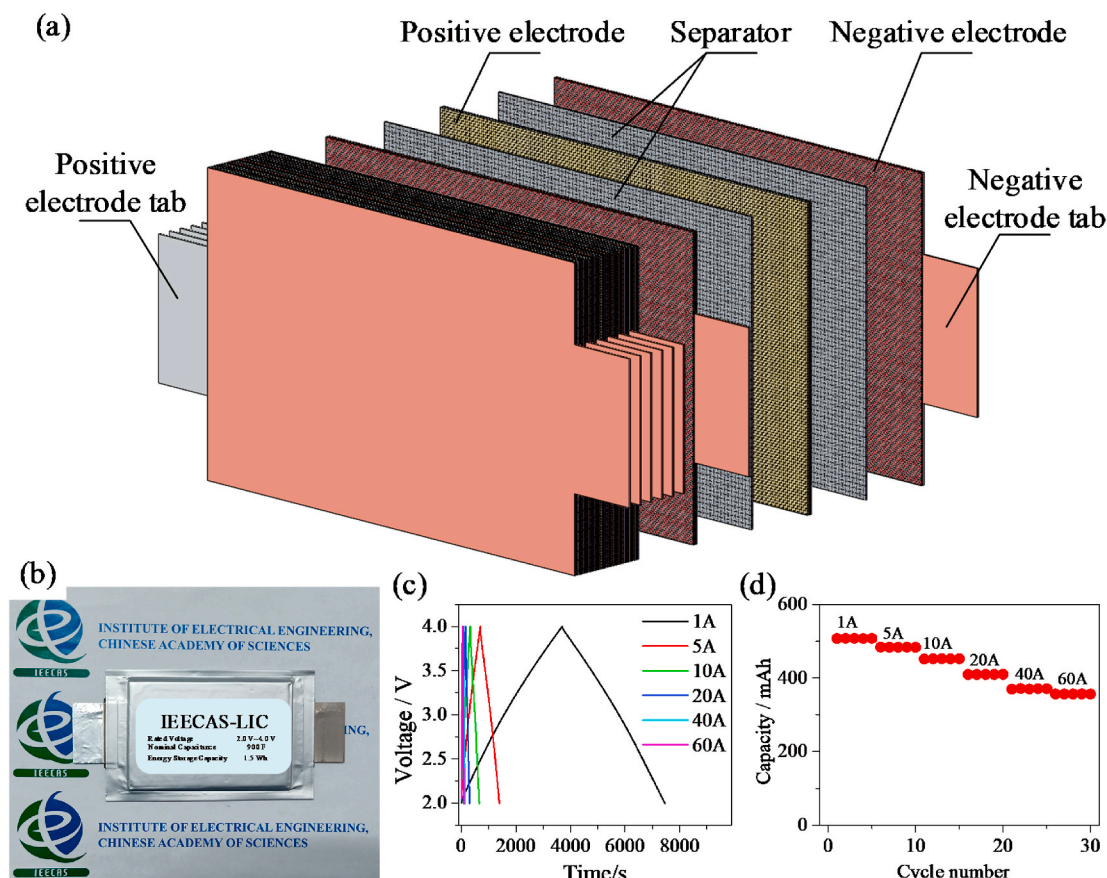 (a)
Positive electrode
Separator
Negative electrode
Positive
electrode tab
Negative
electrode tab
(b)
INSTITUTE OF ELECTRICAL ENGINEERING,
CHINESE ACADEMY OF SCIENCES
IEECAS
IEECAS-LIC
Rated Voltage 2.0 V-4.0 V
Nominal Capacitance 900 F
Energy Storage Capacity 1.5 Wh
NG,
IEECAS
INSTITUTE OF ELECTRICAL ENGINEERING,
CHINESE ACADEMY OF SCIENCES
IEECAS
(c)
4.0
3.5
3.0
2.5
2.0
Voltage / V
1A
5A
10A
20A
40A
60A
0 2000 4000 6000 8000
Time/s
(d)
600
400
200
0
Capacity / mAh
1A
5A
10A
20A
40A
60A
0 10 20 30
Cycle number